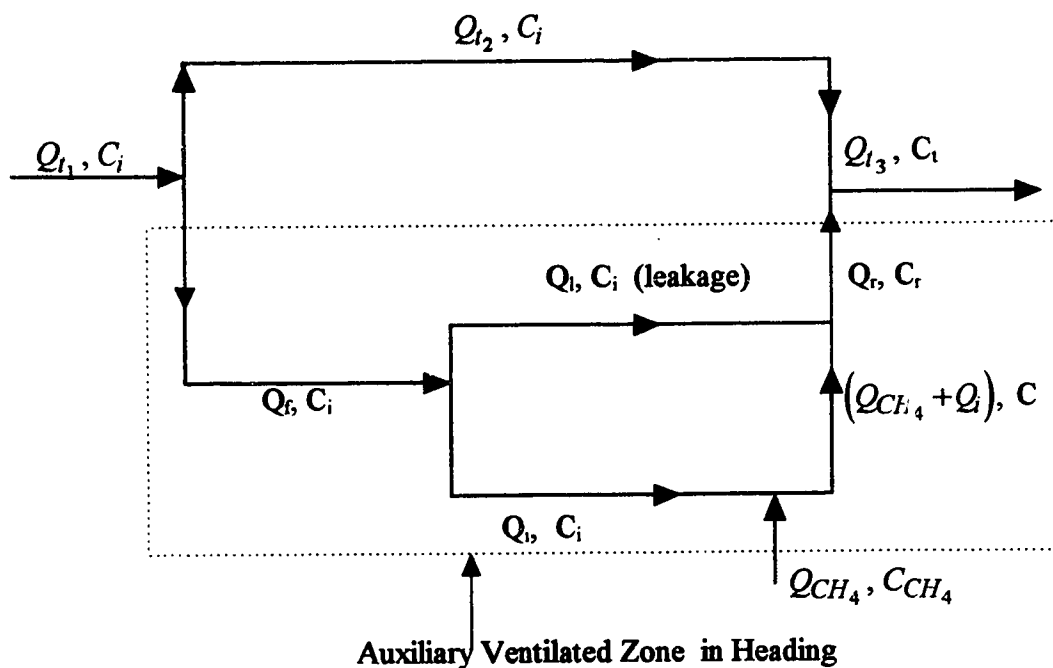 Q_{t_2}, C_i
Q_{t_1}, C_i
Q_{t_3}, C_t
Q_l, C_i (leakage)
Q_r, C_r
Q_f, C_i
(Q_{CH_4} + Q_i), C
Q_i, C_i
Q_{CH_4}, C_{CH_4}
Auxiliary Ventilated Zone in Heading